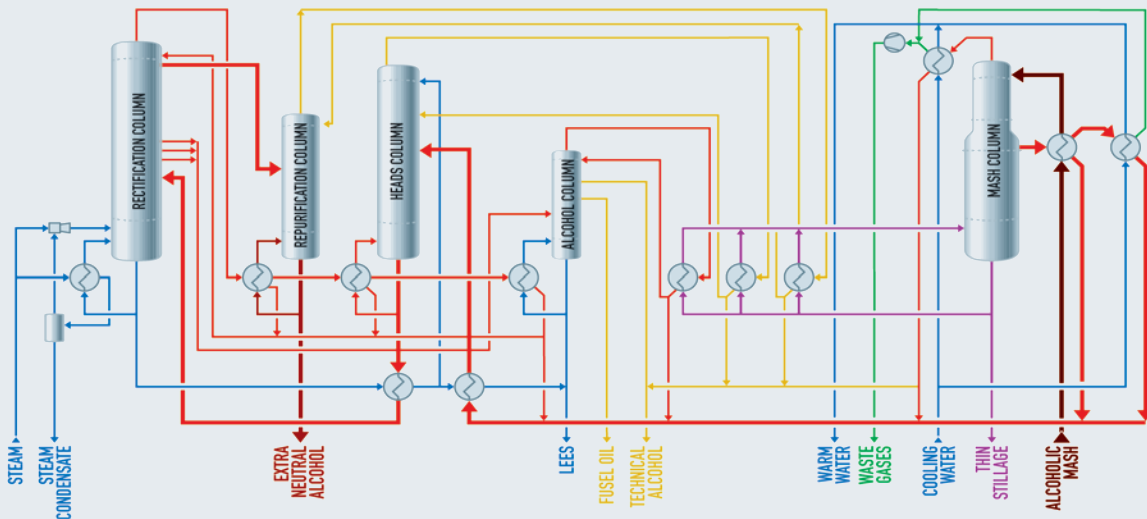 RECTIFICATION COLUMN
REPURIFICATION COLUMN
HEADS COLUMN
ALCOHOL COLUMN
MASH COLUMN
STEAM
STEAM
CONDENSATE
EXTRA
NEUTRAL
ALCOHOL
LEES
FUSEL OIL
TECHNICAL
ALCOHOL
WARM
WATER
WASTE
GASES
COOLING
WATER
THIN
STILLAGE
ALCOHOLIC
MASH